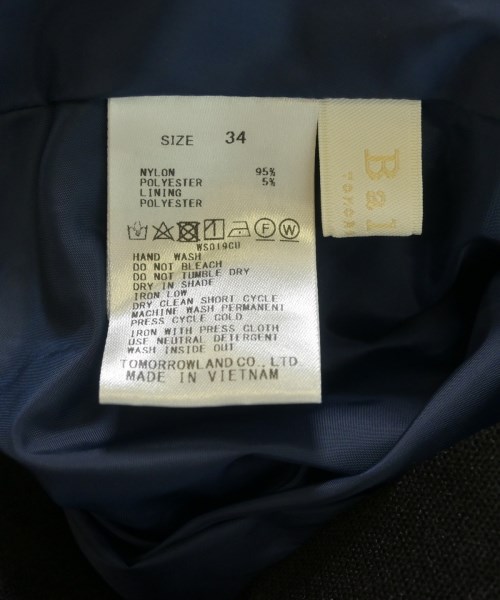 SIZE 34
NYLON 95%
POLYESTER 5%
LINING
POLYESTER
F W
WS019CU
HAND WASH
DO NOT BLEACH
DO NOT TUMBLE DRY
DRY IN SHADE
IRON LOW
DRY CLEAN SHORT CYCLE
MACHINE WASH PERMANENT
PRESS CYCLE COLD
IRON WITH PRESS CLOTH
USE NEUTRAL DETERGENT
WASH INSIDE OUT
TOMORROWLAND CO., LTD.
MADE IN VIETNAM
Bal